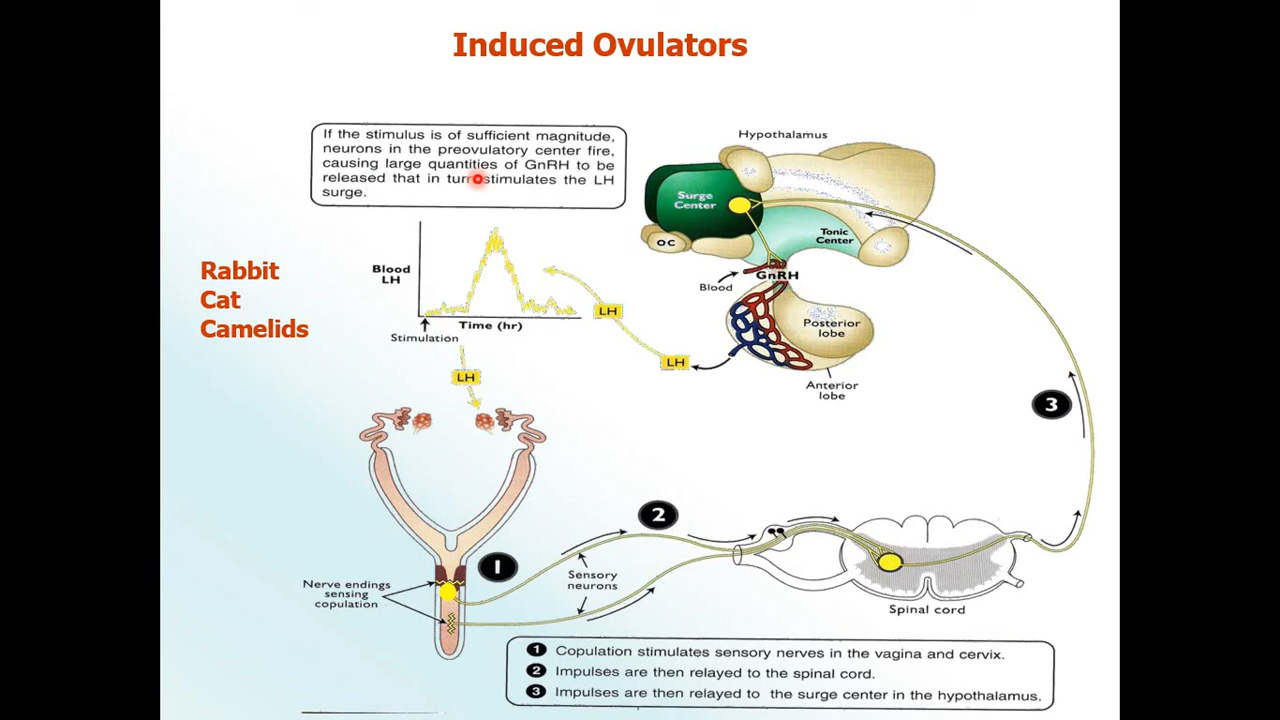 Induced Ovulators
If the stimulus is of sufficient magnitude,
neurons in the preovulatory center fire,
causing large quantities of GnRH to be
released that in turn stimulates the LH
surge.
Hypothalamus
Surge
Center
OC
Tonic
Center
GnRH
Blood
Posterior
lobe
Anterior
lobe
Rabbit
Cat
Camelids
Blood
LH
Time (hr)
Stimulation
LH
LH
LH
3
2
1
Nerve endings
sensing
copulation
Sensory
neurons
Spinal cord
1 Copulation stimulates sensory nerves in the vagina and cervix.
2 Impulses are then relayed to the spinal cord.
3 Impulses are then relayed to the surge center in the hypothalamus.